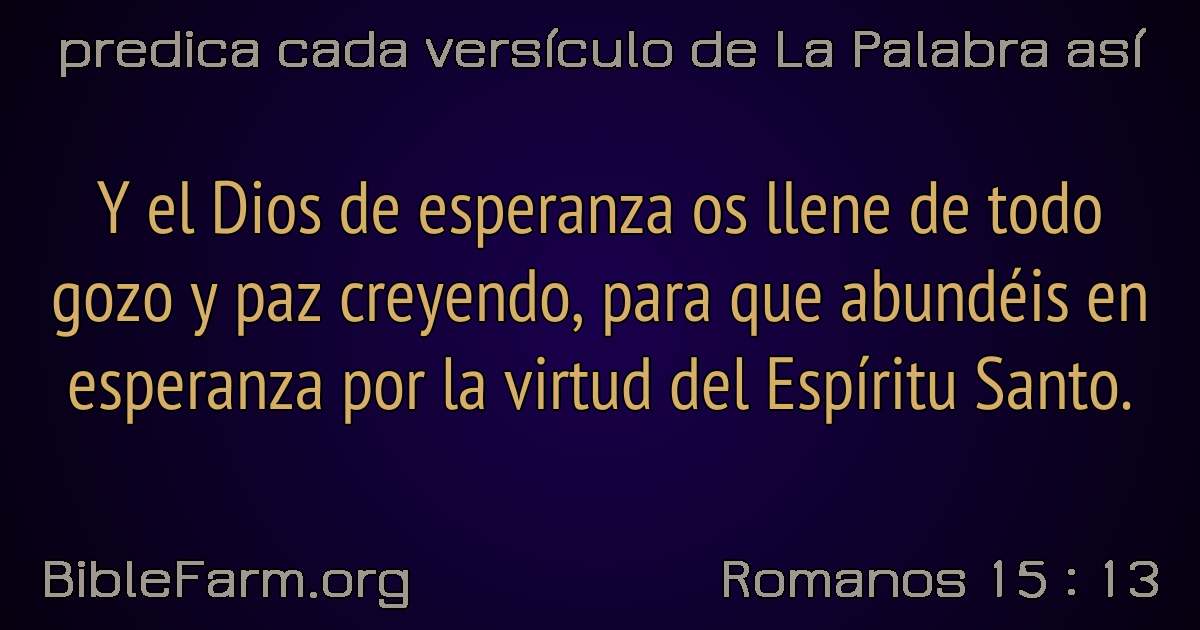 predica cada versículo de La Palabra así
Y el Dios de esperanza os llene de todo
gozo y paz creyendo, para que abundéis en
esperanza por la virtud del Espíritu Santo.
BibleFarm.org
Romanos 15 : 13